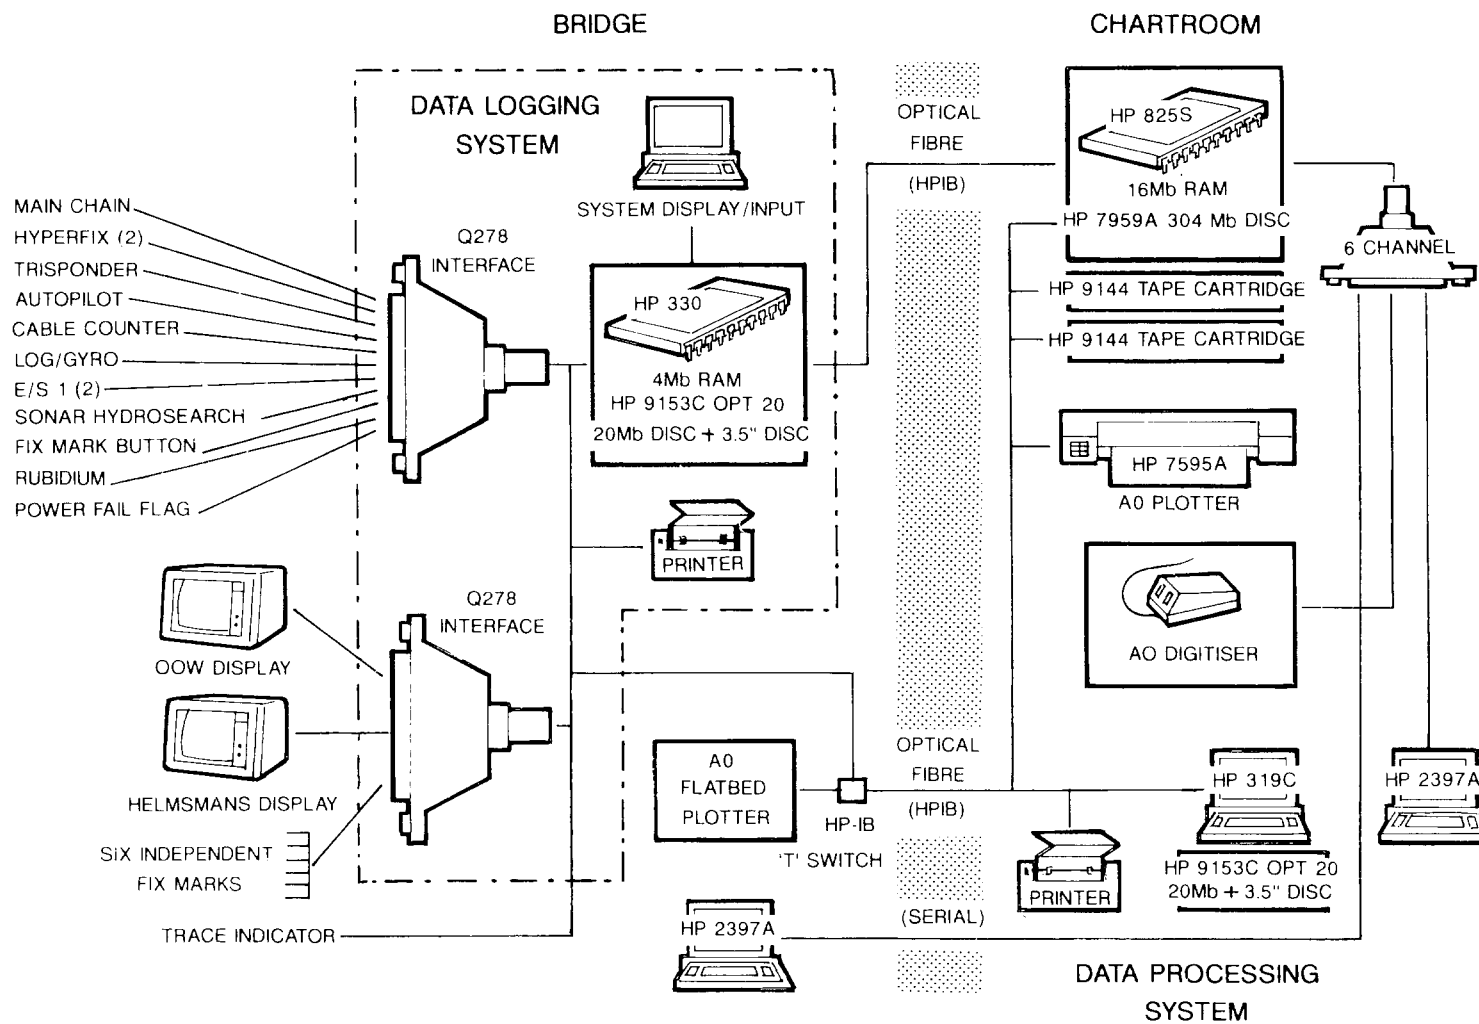 BRIDGE
CHARTROOM
DATA LOGGING
SYSTEM
SYSTEM DISPLAY/INPUT
MAIN CHAIN
HYPERFIX (2)
TRISPONDER
AUTOPILOT
CABLE COUNTER
LOG/GYRO
E/S 1 (2)
SONAR HYDROSEARCH
FIX MARK BUTTON
RUBIDIUM
POWER FAIL FLAG
Q278
INTERFACE
HP 330
4Mb RAM
HP 9153C OPT 20
20Mb DISC + 3.5" DISC
PRINTER
OPTICAL
FIBRE
(HPIB)
HP 825S
16Mb RAM
HP 7959A 304 Mb DISC
HP 9144 TAPE CARTRIDGE
HP 9144 TAPE CARTRIDGE
6 CHANNEL
HP 7595A
A0 PLOTTER
AO DIGITISER
OOW DISPLAY
HELMSMANS DISPLAY
SIX INDEPENDENT
FIX MARKS
TRACE INDICATOR
Q278
INTERFACE
A0
FLATBED
PLOTTER
HP-IB
'T' SWITCH
OPTICAL
FIBRE
(HPIB)
(SERIAL)
HP 2397A
PRINTER
HP 319C
HP 9153C OPT 20
20Mb + 3.5" DISC
HP 2397A
DATA PROCESSING
SYSTEM